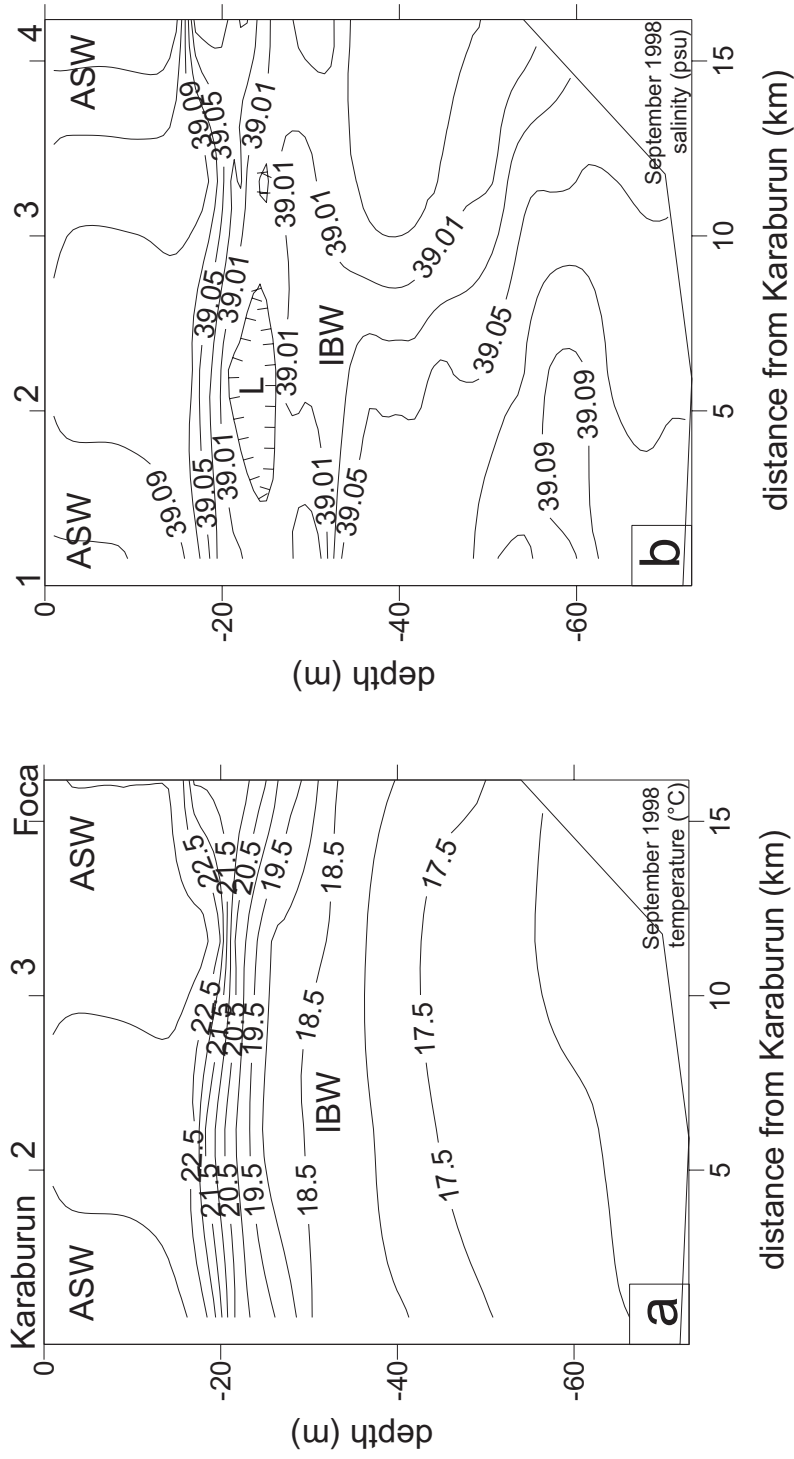 Karaburun
2
3
Foca
ASW
ASW
0
-20
-40
-60
depth (m)
22.5
21.5
20.5
19.5
18.5
22.5
21.5
20.5
19.5
18.5
22.5
21.5
20.5
19.5
18.5
IBW
17.5
17.5
17.5
a
September 1998
temperature (°C)
5
10
15
distance from Karaburun (km)
1
2
3
4
ASW
ASW
0
-20
-40
-60
depth (m)
39.09
39.05
39.01
39.05
39.01
39.09
39.05
39.01
L
39.01
39.01
39.01
39.01
39.05
IBW
39.01
39.05
39.09
39.09
b
September 1998
salinity (psu)
5
10
15
distance from Karaburun (km)